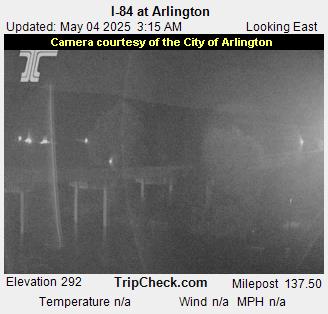 I-84 at Arlington
Updated: May 04 2025 3:15 AM Looking East
Camera courtesy of the City of Arlington
Elevation 292 TripCheck.com Milepost 137.50
Temperature n/a Wind n/a MPH n/a